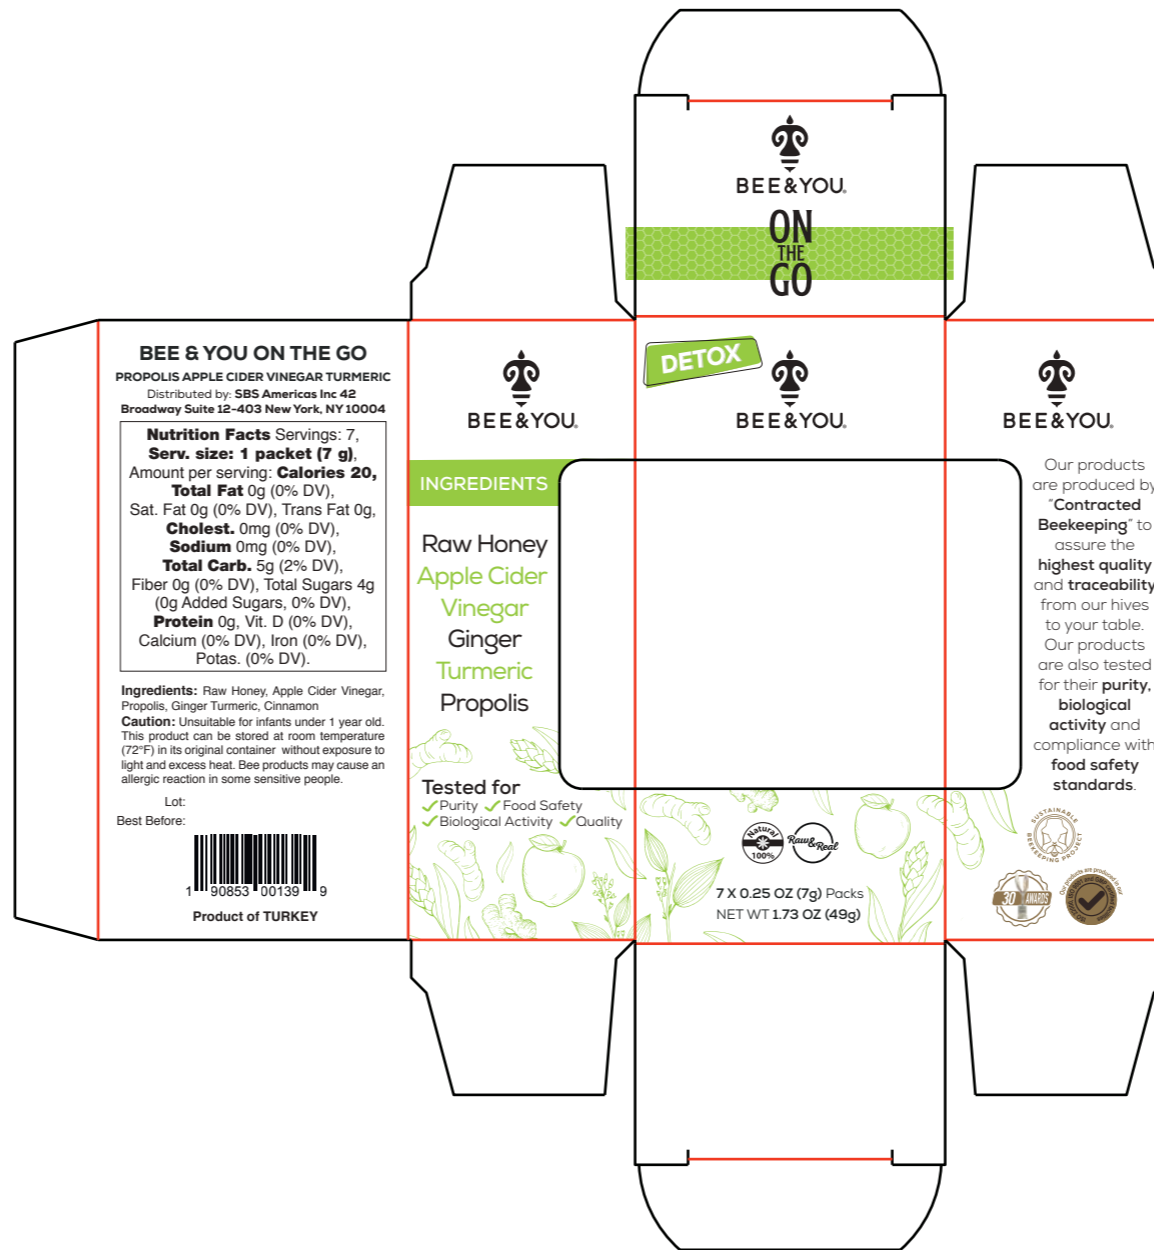 BEE&YOU®
ON
THE
GO
BEE & YOU ON THE GO
PROPOLIS APPLE CIDER VINEGAR TURMERIC
Distributed by: SBS Americas Inc 42
Broadway Suite 12-403 New York, NY 10004
Nutrition Facts Servings: 7,
Serv. size: 1 packet (7 g),
Amount per serving: Calories 20,
Total Fat 0g (0% DV),
Sat. Fat 0g (0% DV), Trans Fat 0g,
Cholest. 0mg (0% DV),
Sodium 0mg (0% DV),
Total Carb. 5g (2% DV),
Fiber 0g (0% DV), Total Sugars 4g
(0g Added Sugars, 0% DV),
Protein 0g, Vit. D (0% DV),
Calcium (0% DV), Iron (0% DV),
Potas. (0% DV).
Ingredients: Raw Honey, Apple Cider Vinegar,
Propolis, Ginger Turmeric, Cinnamon
Caution: Unsuitable for infants under 1 year old.
This product can be stored at room temperature
(72°F) in its original container without exposure to
light and excess heat. Bee products may cause an
allergic reaction in some sensitive people.
Lot:
Best Before:
1 90853 00139 9
Product of TURKEY
BEE&YOU®
INGREDIENTS
Raw Honey
Apple Cider
Vinegar
Ginger
Turmeric
Propolis
Tested for
Purity Food Safety
Biological Activity Quality
DETOX
BEE&YOU®
Natural
100%
Raw&Real
7 X 0.25 OZ (7g) Packs
NET WT 1.73 OZ (49g)
BEE&YOU®
Our products
are produced by
“Contracted
Beekeeping” to
assure the
highest quality
and traceability
from our hives
to your table.
Our products
are also tested
for their purity,
biological
activity and
compliance with
food safety
standards.
SUSTAINABLE
BEEKEEPING PROJECT
30 AWARDS
Our products are produced in our